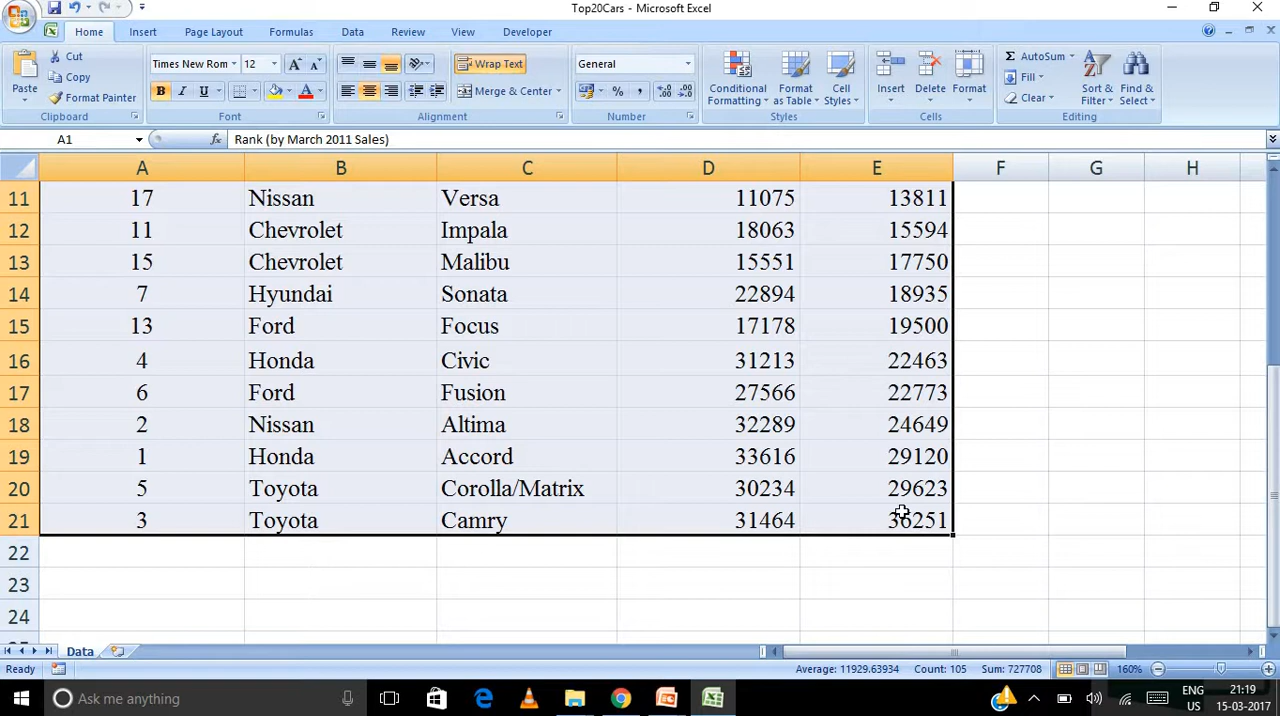 Top20Cars - Microsoft Excel
Home Insert Page Layout Formulas Data Review View Developer
Cut
Copy
Format Painter
Paste
Clipboard
Times New Rom 12
B I U
Font
Wrap Text
Merge & Center
Alignment
General
Number
Conditional Formatting
Format as Table
Cell Styles
Styles
Insert Delete Format
Cells
AutoSum
Fill
Clear
Sort & Filter
Find & Select
Editing
A1 fx Rank (by March 2011 Sales)
A B C D E F G H
11 17 Nissan Versa 11075 13811
12 11 Chevrolet Impala 18063 15594
13 15 Chevrolet Malibu 15551 17750
14 7 Hyundai Sonata 22894 18935
15 13 Ford Focus 17178 19500
16 4 Honda Civic 31213 22463
17 6 Ford Fusion 27566 22773
18 2 Nissan Altima 32289 24649
19 1 Honda Accord 33616 29120
20 5 Toyota Corolla/Matrix 30234 29623
21 3 Toyota Camry 31464 36251
22
23
24
Data
Ready Average: 11929.63934 Count: 105 Sum: 727708 160%
Ask me anything
ENG
US
21:19
15-03-2017